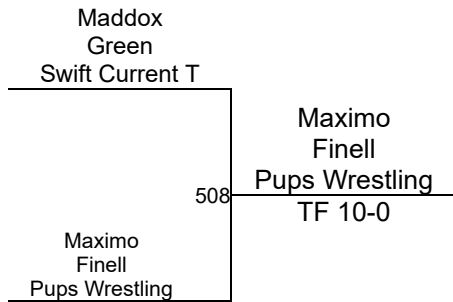 Maddox
Green
Swift Current T
Maximo
Finell
Pups Wrestling
508
TF 10-0
Maximo
Finell
Pups Wrestling